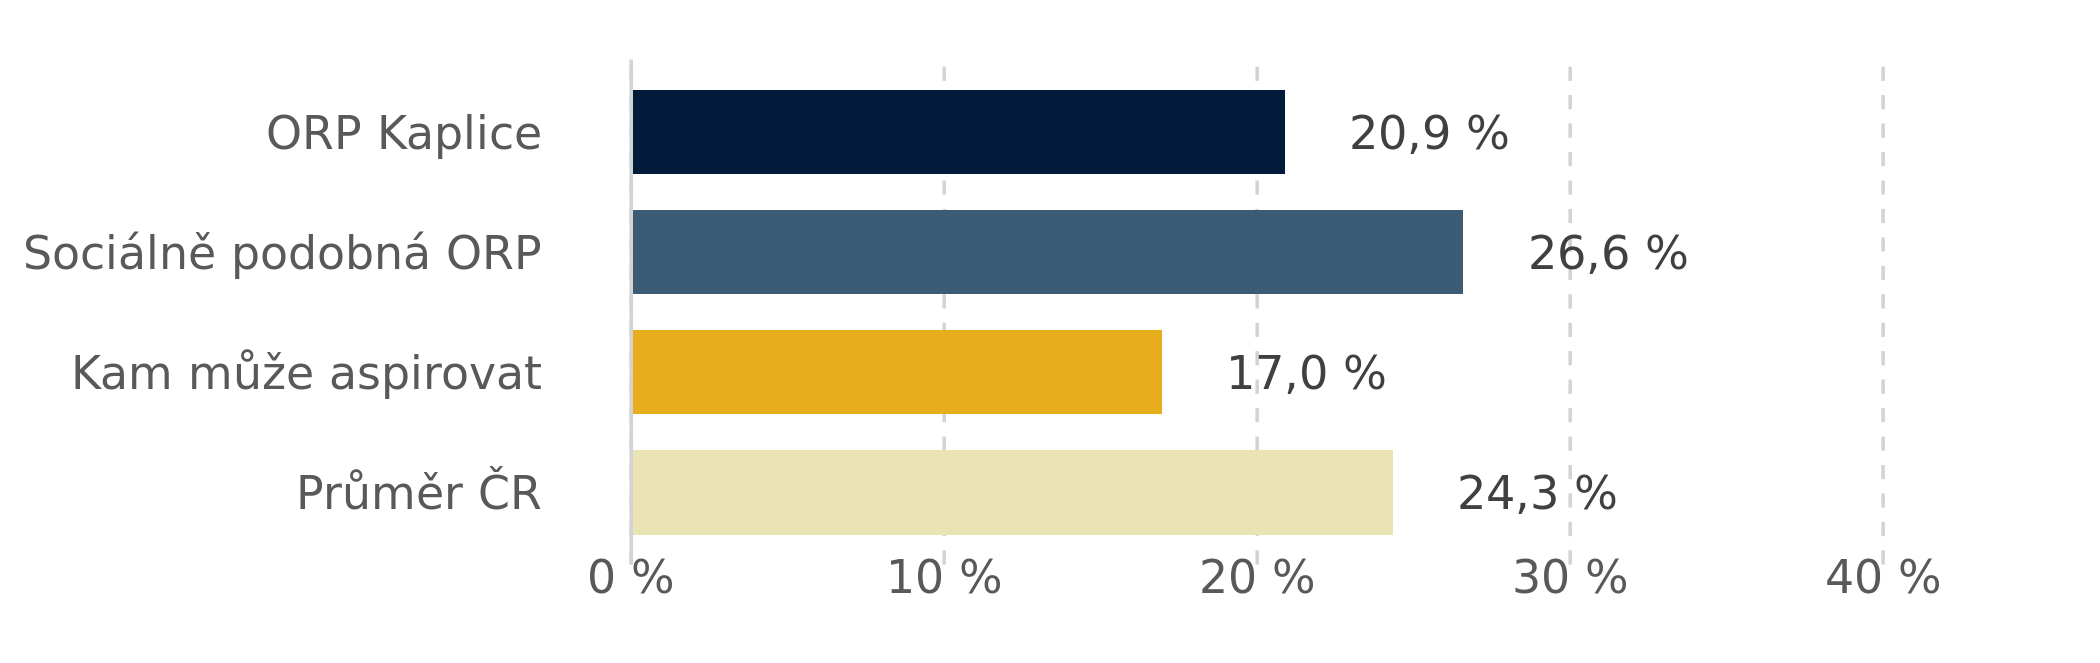 ORP Kaplice 20,9 %
Sociálně podobná ORP 26,6 %
Kam může aspirovat 17,0 %
Průměr ČR 24,3 %
0 % 10 % 20 % 30 % 40 %